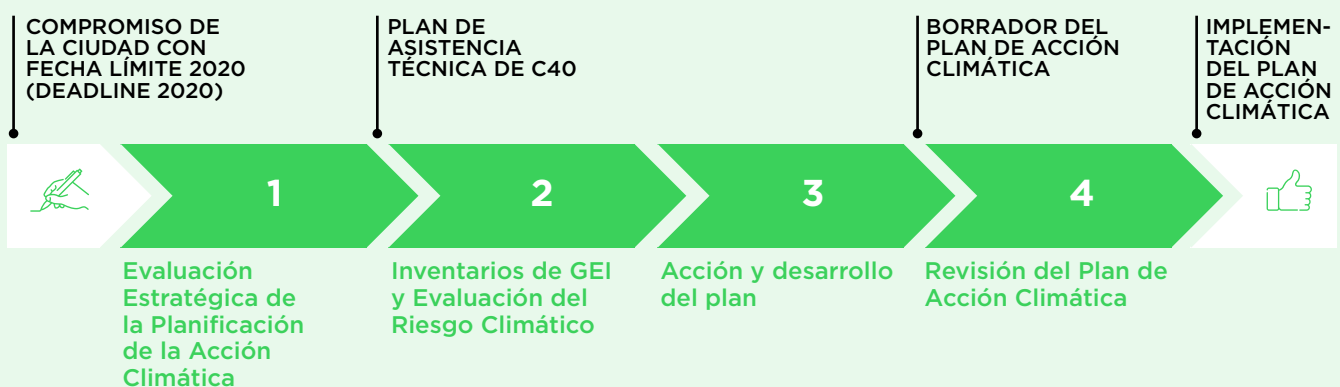 COMPROMISO DE
LA CIUDAD CON
FECHA LÍMITE 2020
(DEADLINE 2020)
PLAN DE
ASISTENCIA
TÉCNICA DE C40
BORRADOR DEL
PLAN DE ACCIÓN
CLIMÁTICA
IMPLEMEN-
TACIÓN
DEL PLAN
DE ACCIÓN
CLIMÁTICA
1
2
3
4
Evaluación
Estratégica de
la Planificación
de la Acción
Climática
Inventarios de GEI
y Evaluación del
Riesgo Climático
Acción y desarrollo
del plan
Revisión del Plan de
Acción Climática